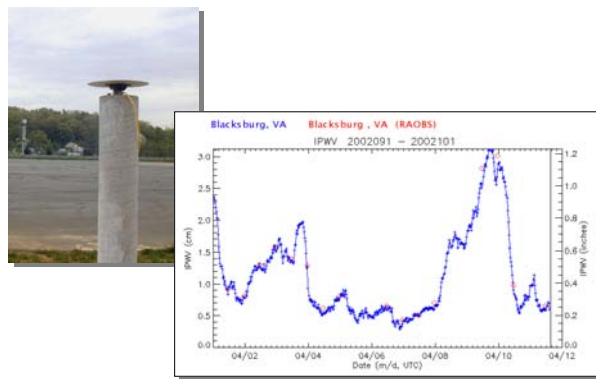 Blacksburg, VA Blacksburg , VA (RAOBS)
IPWV 2002091 – 2002101
3.0
2.5
2.0
1.5
1.0
0.5
0.0
IPWV (cm)
1.2
1.0
0.8
0.6
0.4
0.2
0.0
IPWV (inches)
04/02 04/04 04/06 04/08 04/10 04/12
Date (m/d, UTC)